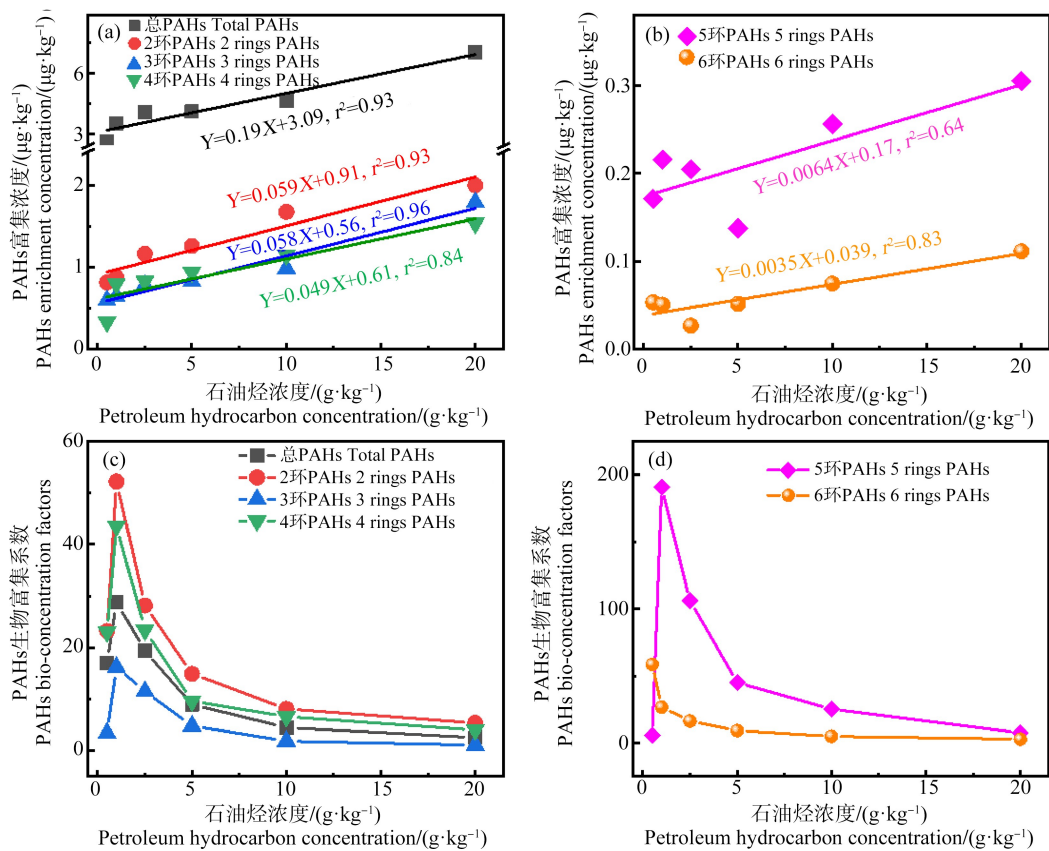 (a)
总PAHs Total PAHs
2环PAHs 2 rings PAHs
3环PAHs 3 rings PAHs
4环PAHs 4 rings PAHs
PAHs富集浓度/(μg·kg⁻¹)
PAHs enrichment concentration/(μg·kg⁻¹)
6
3
2
1
0
Y=0.19X+3.09, r²=0.93
Y=0.059X+0.91, r²=0.93
Y=0.058X+0.56, r²=0.96
Y=0.049X+0.61, r²=0.84
0 5 10 15 20
石油烃浓度/(g·kg⁻¹)
Petroleum hydrocarbon concentration/(g·kg⁻¹)
(b)
5环PAHs 5 rings PAHs
6环PAHs 6 rings PAHs
PAHs富集浓度/(μg·kg⁻¹)
PAHs enrichment concentration/(μg·kg⁻¹)
0.3
0.2
0.1
0.0
Y=0.0064X+0.17, r²=0.64
Y=0.0035X+0.039, r²=0.83
0 5 10 15 20
石油烃浓度/(g·kg⁻¹)
Petroleum hydrocarbon concentration/(g·kg⁻¹)
(c)
总PAHs Total PAHs
2环PAHs 2 rings PAHs
3环PAHs 3 rings PAHs
4环PAHs 4 rings PAHs
PAHs生物富集系数
PAHs bio-concentration factors
60
40
20
0
0 5 10 15 20
石油烃浓度/(g·kg⁻¹)
Petroleum hydrocarbon concentration/(g·kg⁻¹)
(d)
5环PAHs 5 rings PAHs
6环PAHs 6 rings PAHs
PAHs生物富集系数
PAHs bio-concentration factors
200
100
0
0 5 10 15 20
石油烃浓度/(g·kg⁻¹)
Petroleum hydrocarbon concentration/(g·kg⁻¹)